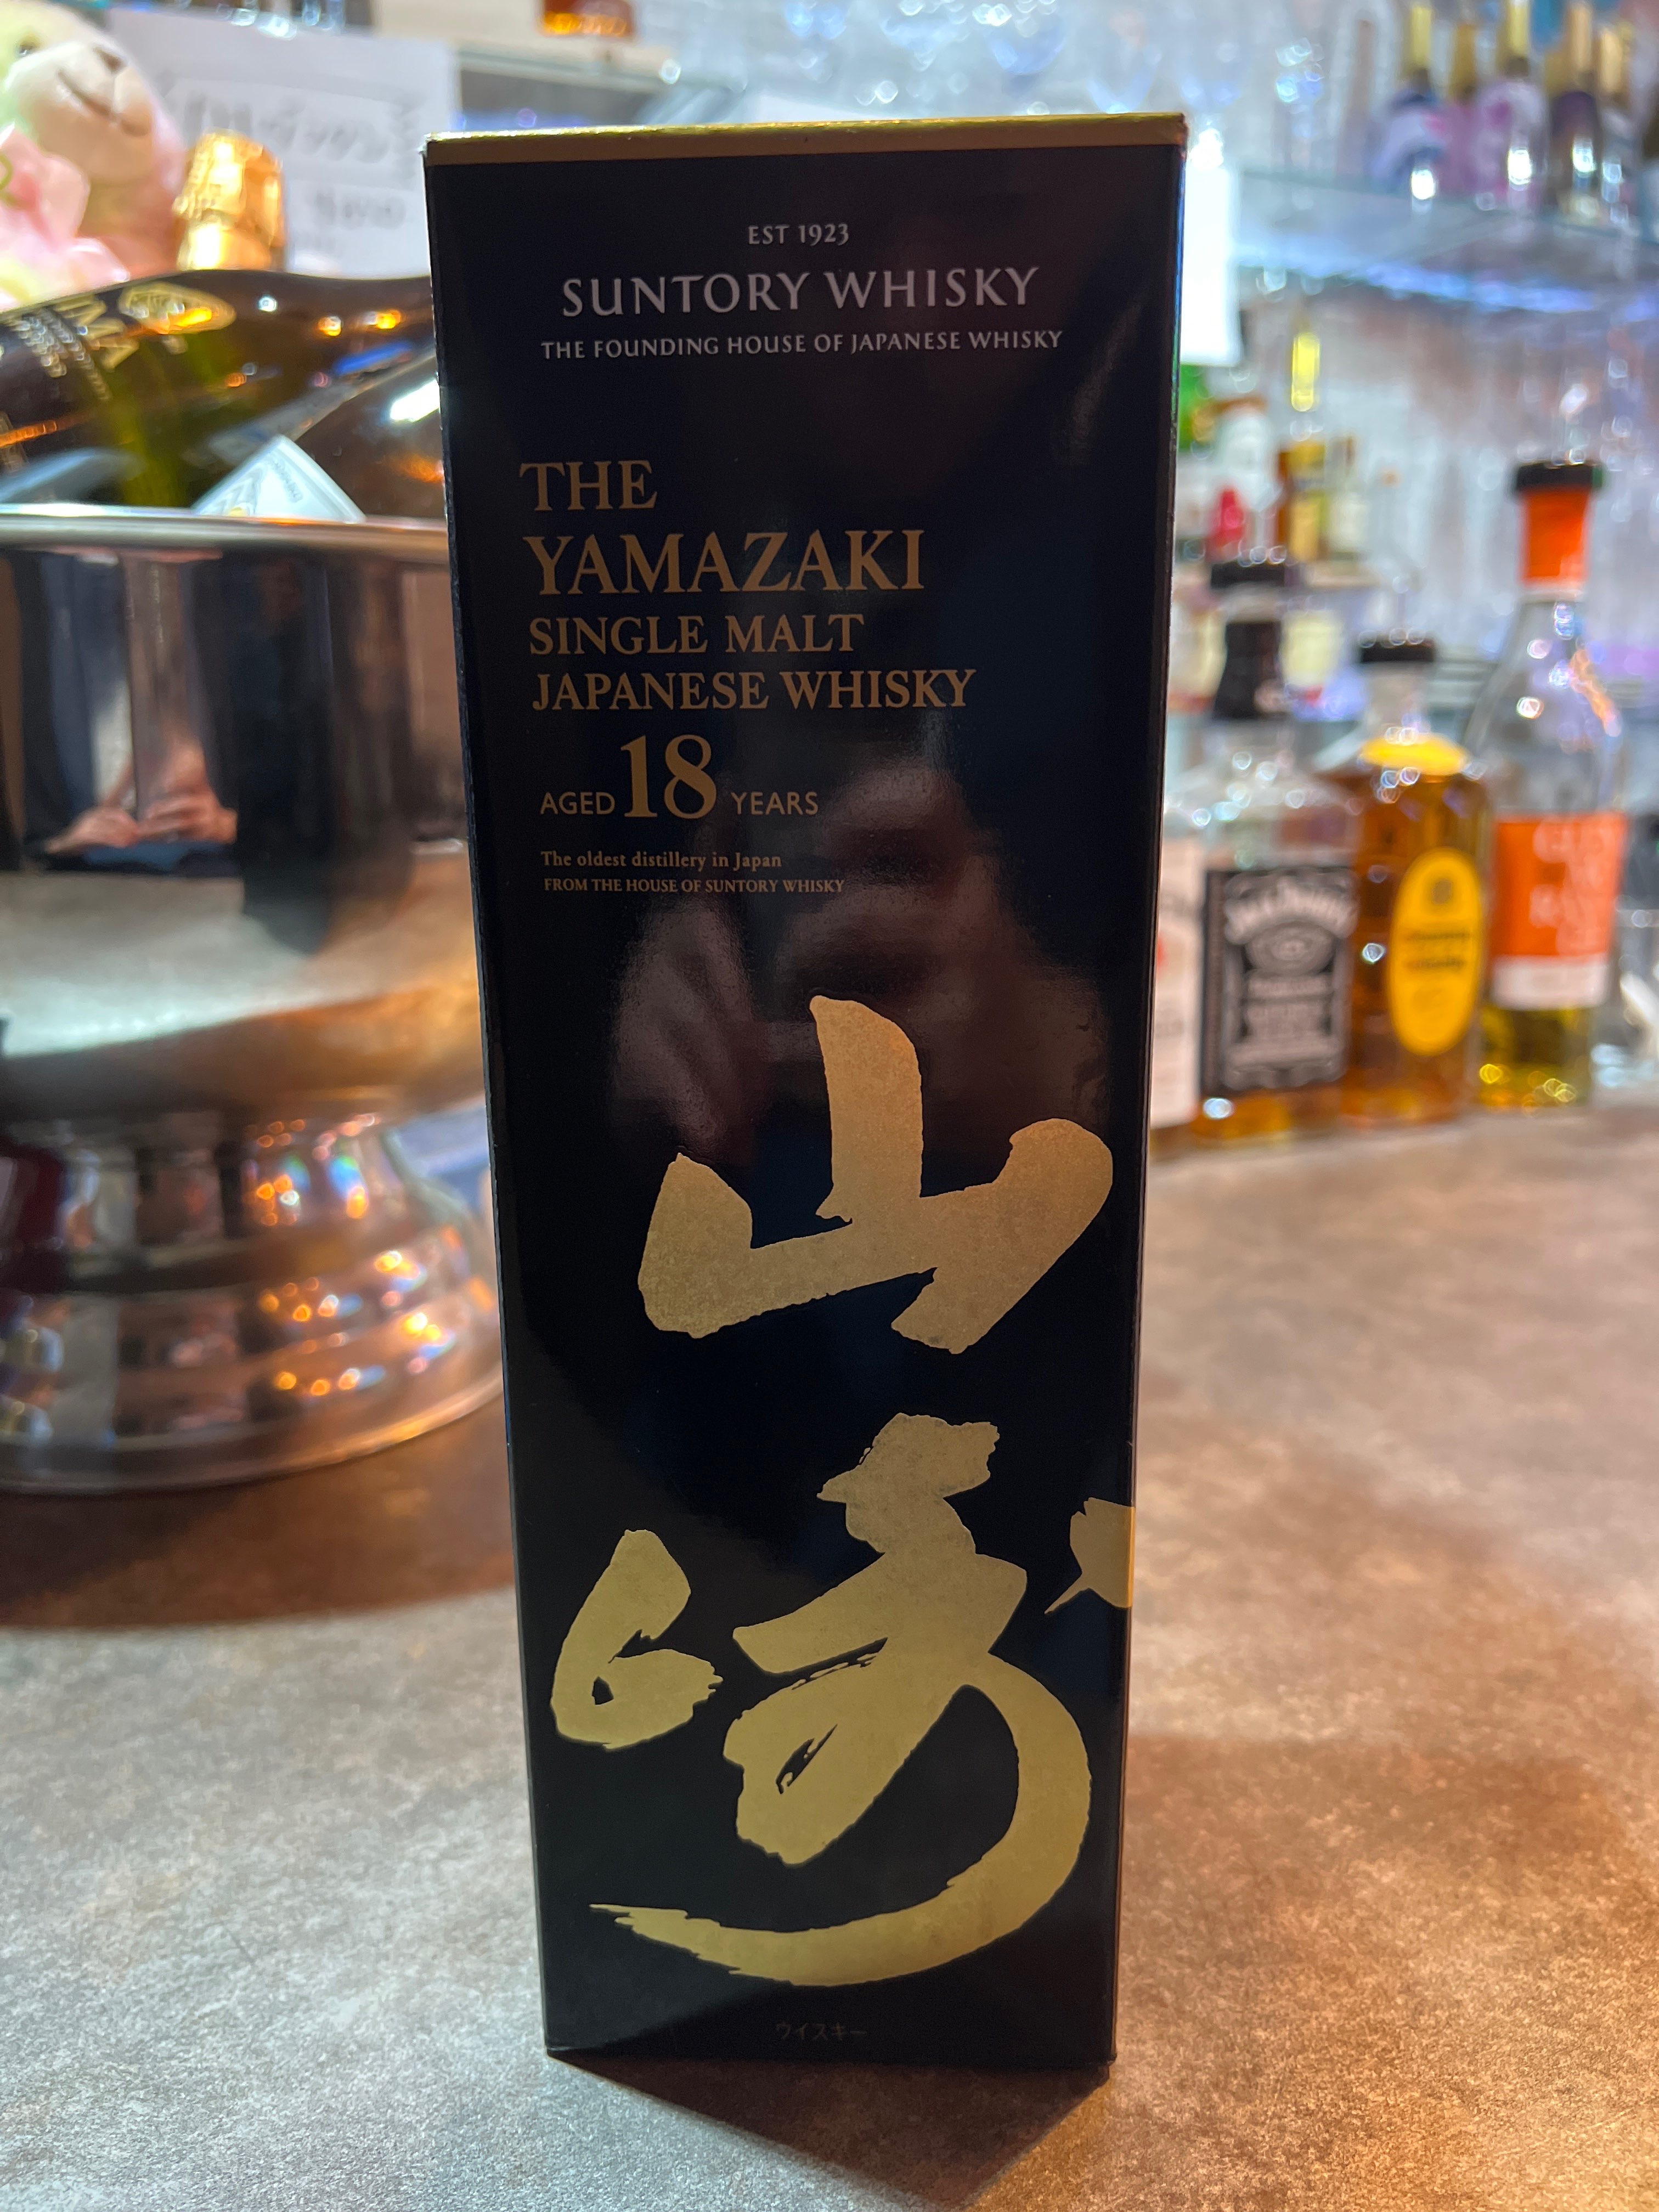 EST 1923
SUNTORY WHISKY
THE FOUNDING HOUSE OF JAPANESE WHISKY
THE
YAMAZAKI
SINGLE MALT
JAPANESE WHISKY
AGED 18 YEARS
The oldest distillery in Japan
FROM THE HOUSE OF SUNTORY WHISKY
山崎
ウイスキー